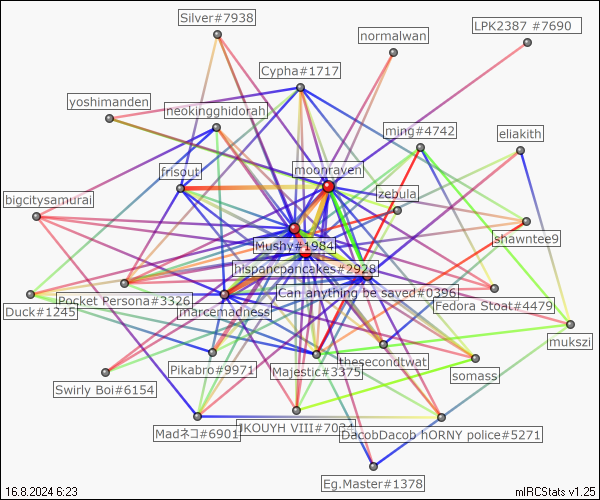 Silver#7938
LPK2387 #7690
normalwan
Cypha#1717
yoshimanden
neokingghidorah
ming#4742
eliakith
moonraven
frisout
zebula
bigcitysamurai
shawntee9
Mushy#1984
hispancpancakes#2928
Can anything be saved#0396
Pocket Persona#3326
Fedora Stoat#4479
Duck#1245
marcemadness
mukszi
thesecondtwat
Pikabro#9971
Majestic#3375
somass
Swirly Boi#6154
Madネコ#6901
JKOUYH VIII#7034
DacobDacob hORNY police#5271
Eg.Master#1378
16.8.2024 6:23
mIRCStats v1.25